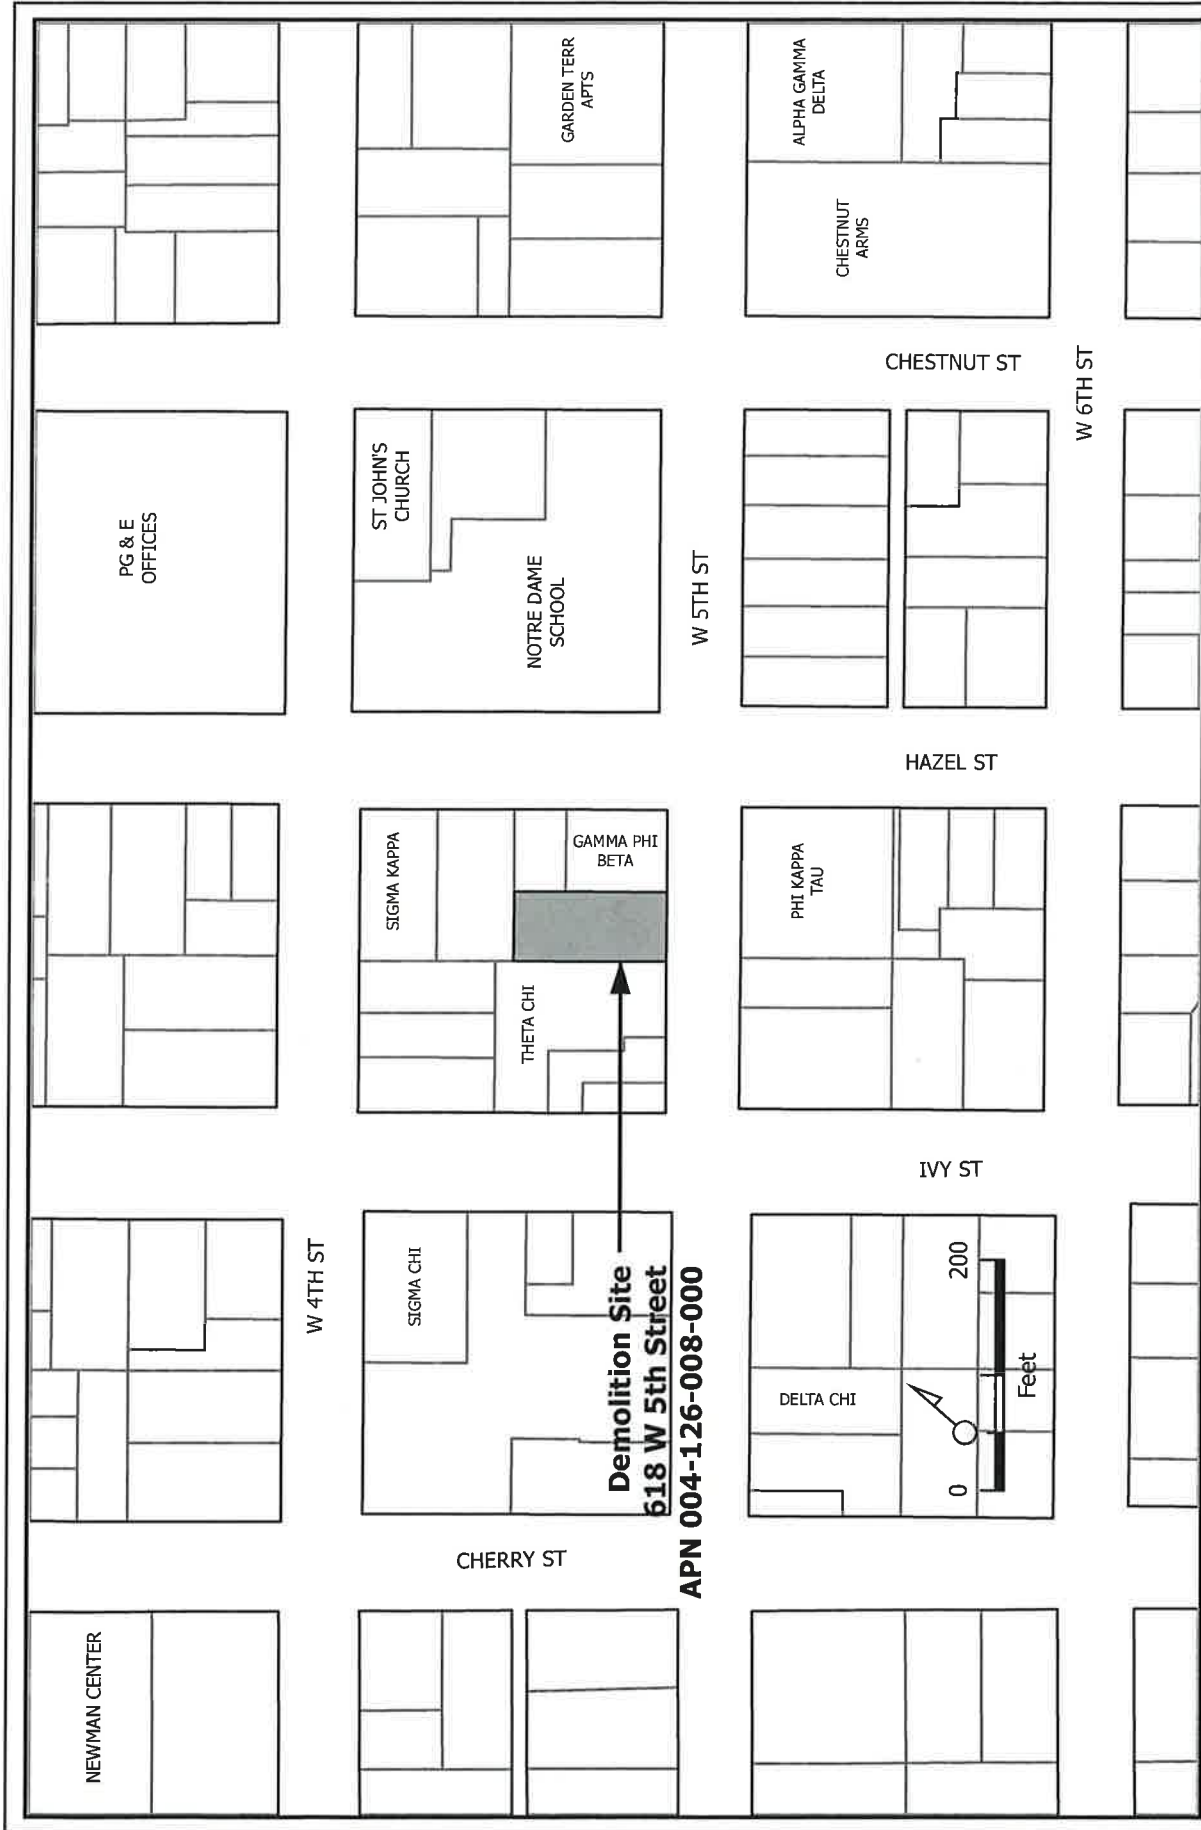 NEWMAN CENTER
PG & E
OFFICES
W 4TH ST
SIGMA CHI
SIGMA KAPPA
THETA CHI
GAMMA PHI
BETA
ST JOHN'S
CHURCH
NOTRE DAME
SCHOOL
GARDEN TERR
APTS
CHERRY ST
Demolition Site
618 W 5th Street
APN 004-126-008-000
W 5TH ST
DELTA CHI
PHI KAPPA
TAU
ALPHA GAMMA
DELTA
CHESTNUT
ARMS
IVY ST
HAZEL ST
CHESTNUT ST
0
200
Feet
W 6TH ST